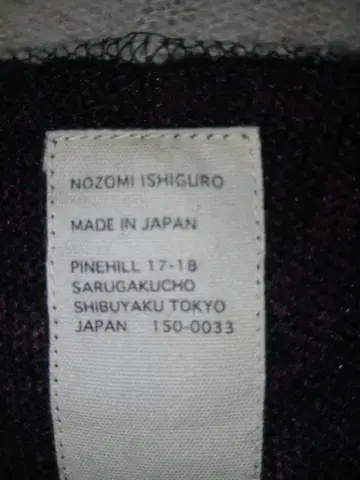 NOZOMI ISHIGURO
MADE IN JAPAN
PINEHILL 17-18
SARUGAKUCHO
SHIBUYAKU TOKYO
JAPAN 150-0033